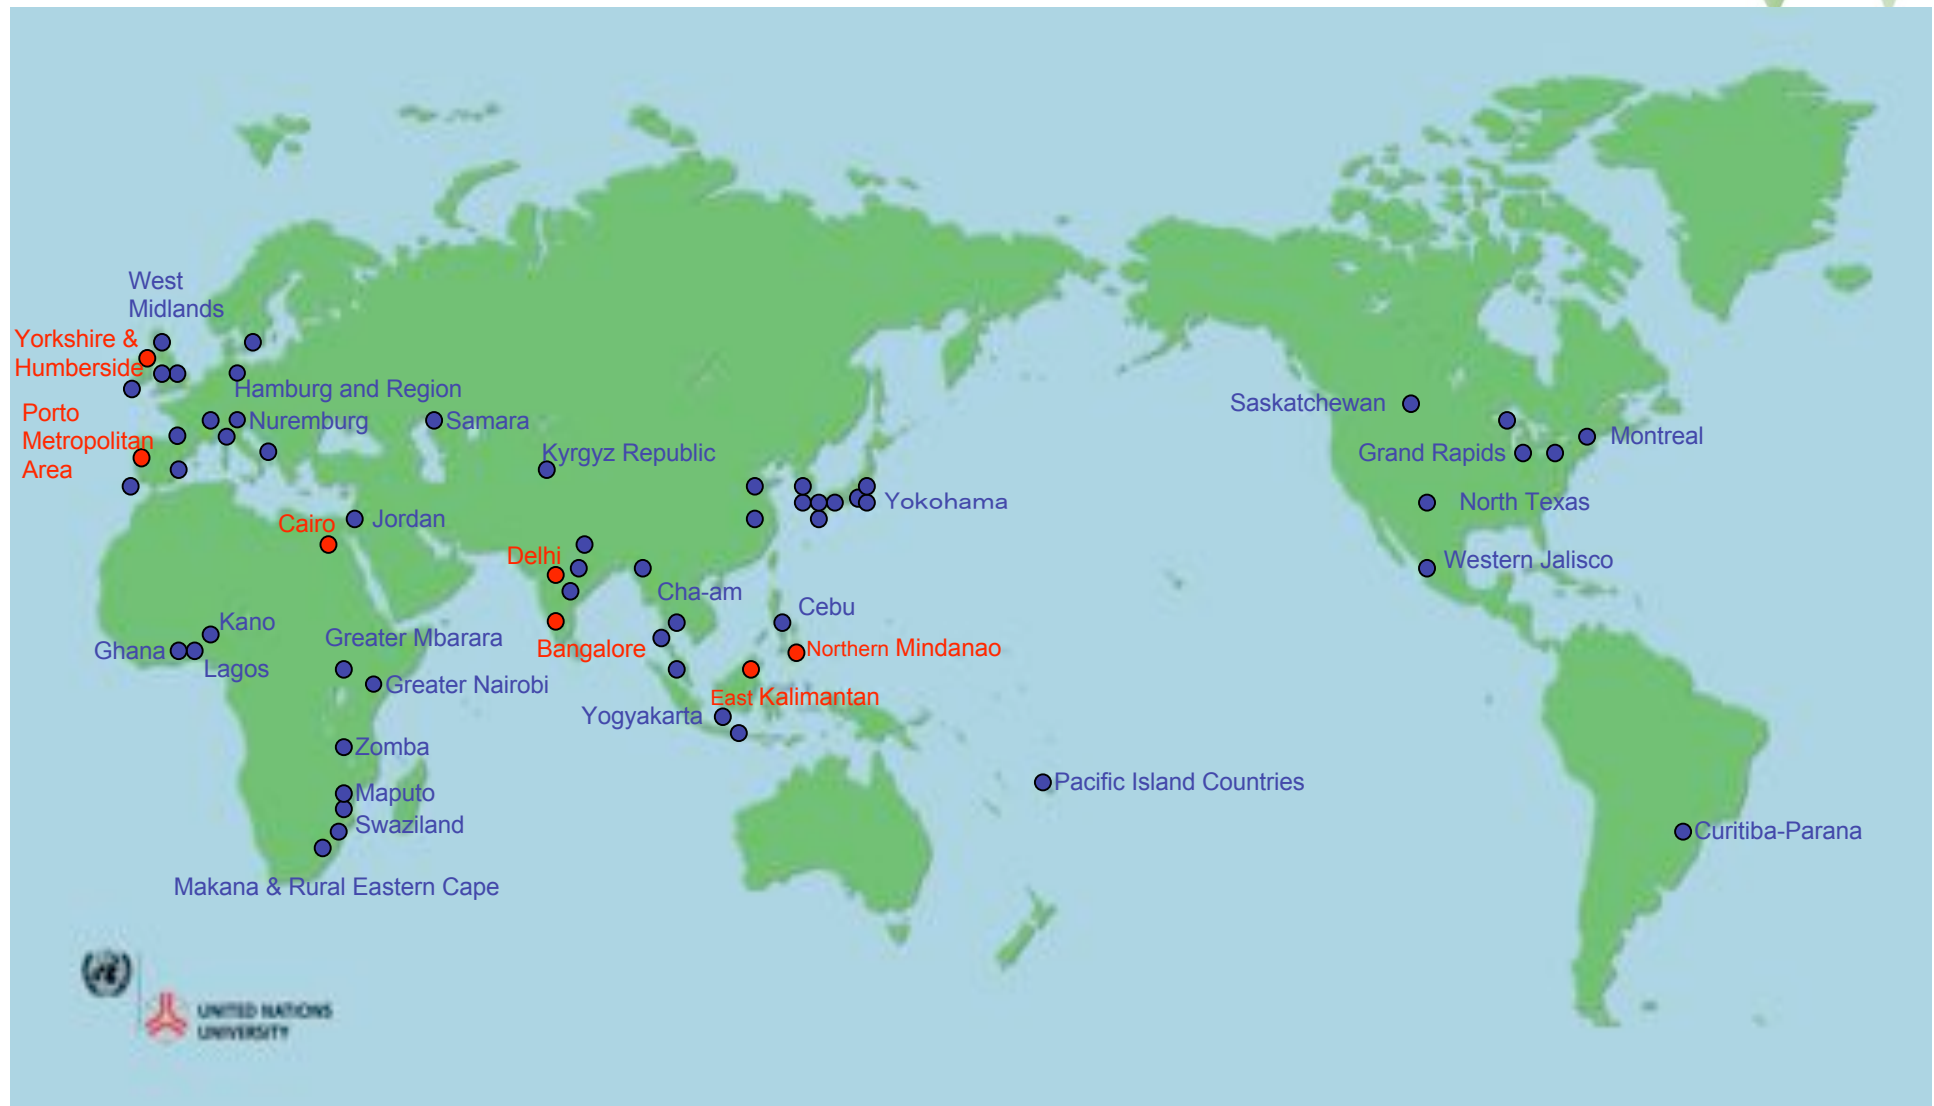 West
Midlands
Yorkshire &
Humberside
Hamburg and Region
Porto
Metropolitan
Area
Nuremburg
Samara
Kyrgyz Republic
Saskatchewan
Montreal
Grand Rapids
Yokohama
North Texas
Cairo
Jordan
Delhi
Western Jalisco
Cha-am
Cebu
Kano
Ghana
Lagos
Greater Mbarara
Bangalore
Northern Mindanao
Greater Nairobi
East Kalimantan
Yogyakarta
Zomba
Pacific Island Countries
Maputo
Swaziland
Curitiba-Parana
Makana & Rural Eastern Cape
UNITED NATIONS
UNIVERSITY